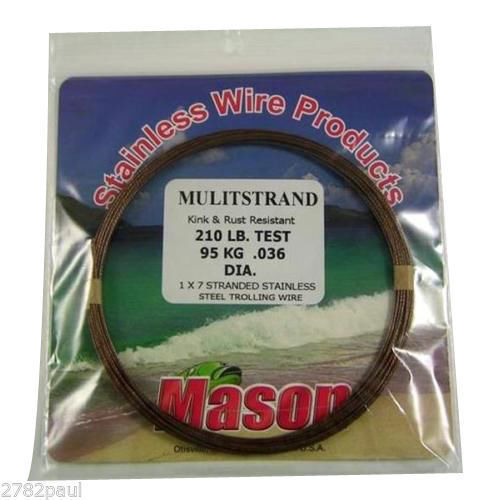 Stainless Wire Products
MULITSTRAND
Kink & Rust Resistant
210 LB. TEST
95 KG .036
DIA.
1 X 7 STRANDED STAINLESS
STEEL TROLLING WIRE
Mason
Otisville, U.S.A.
2782paul